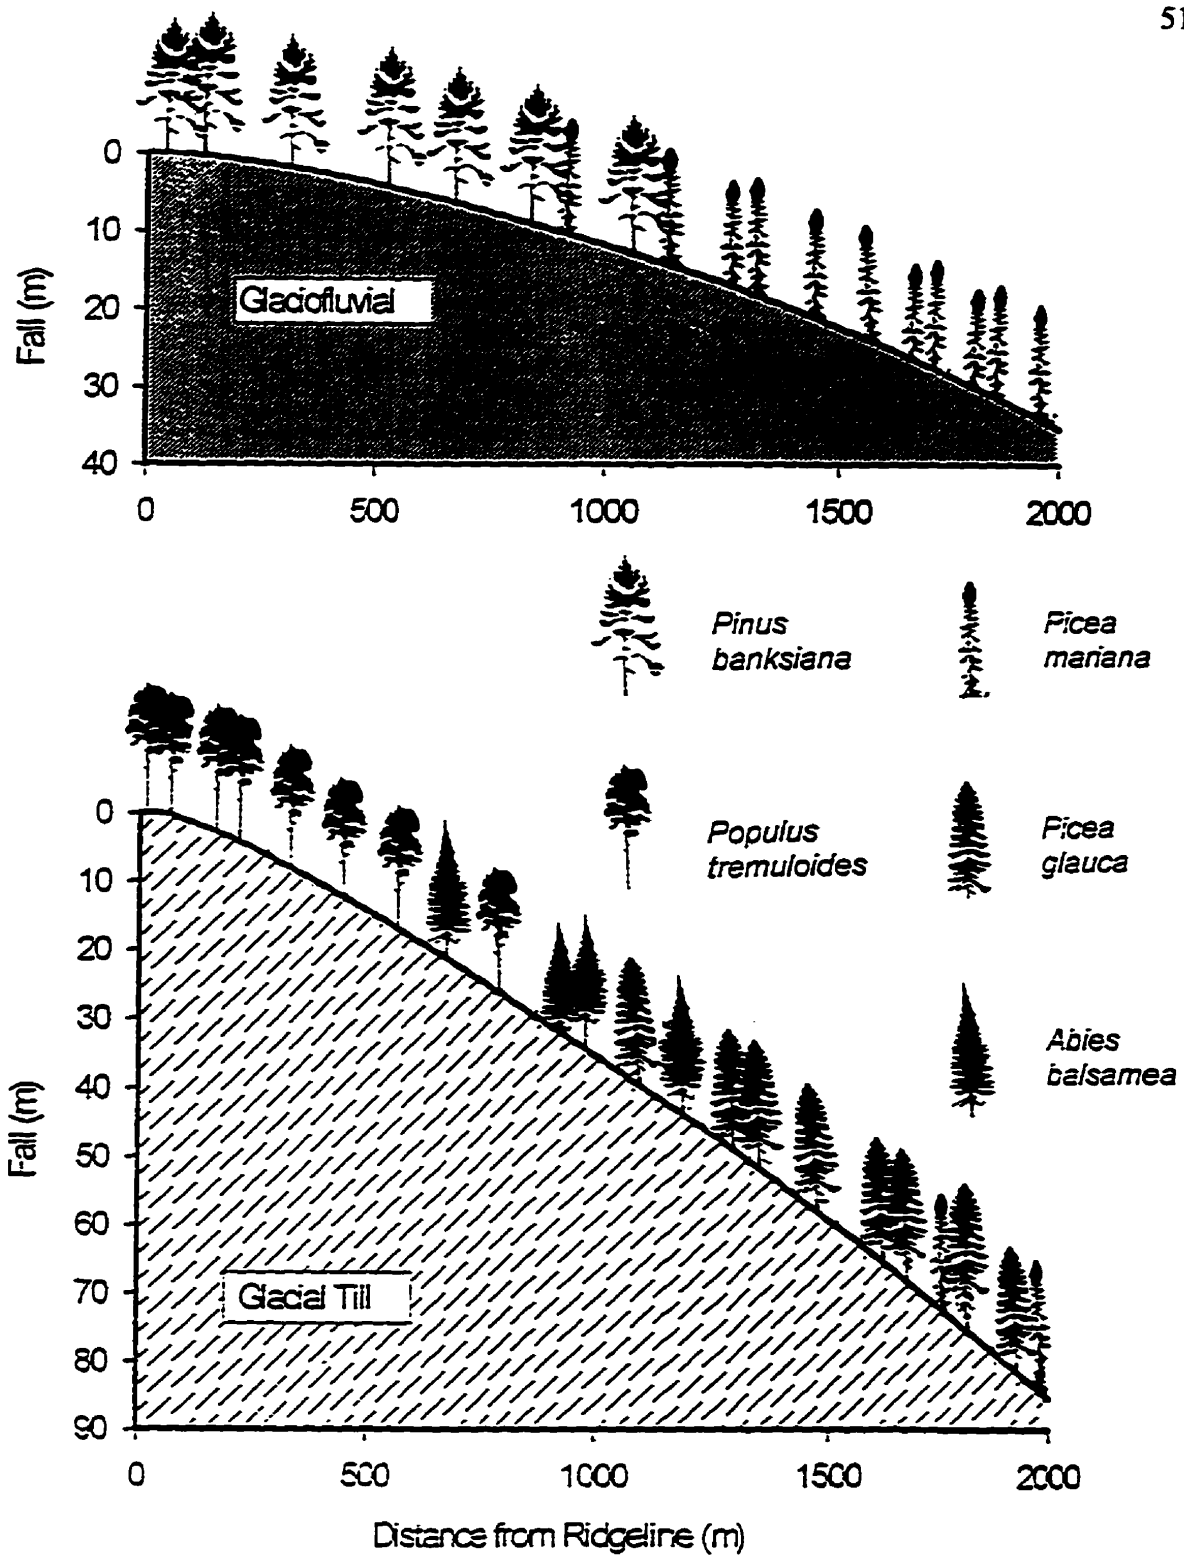 51
0
10
20
30
40
Fall (m)
Glaciofluvial
0 500 1000 1500 2000
Pinus
banksiana
Picea
mariana
Populus
tremuloides
Picea
glauca
Abies
balsamea
0
10
20
30
40
50
60
70
80
90
Fall (m)
Glacial Till
0 500 1000 1500 2000
Distance from Ridgeline (m)